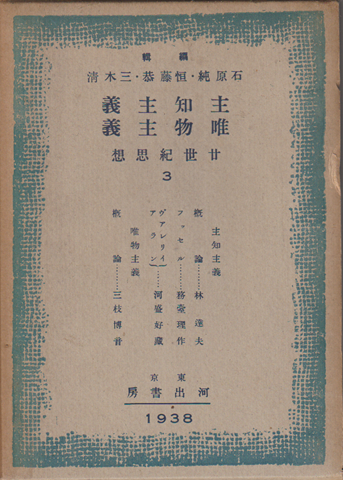 編輯
石原純・恒藤恭・三木清
主知主義
唯物主義
廿世紀思想
3
主知主義
概論……林達夫
フッセル……務臺理作
ヴァレリイ
アラン……河盛好藏
唯物主義
概論……三枝博音
東京
河出書房
1938